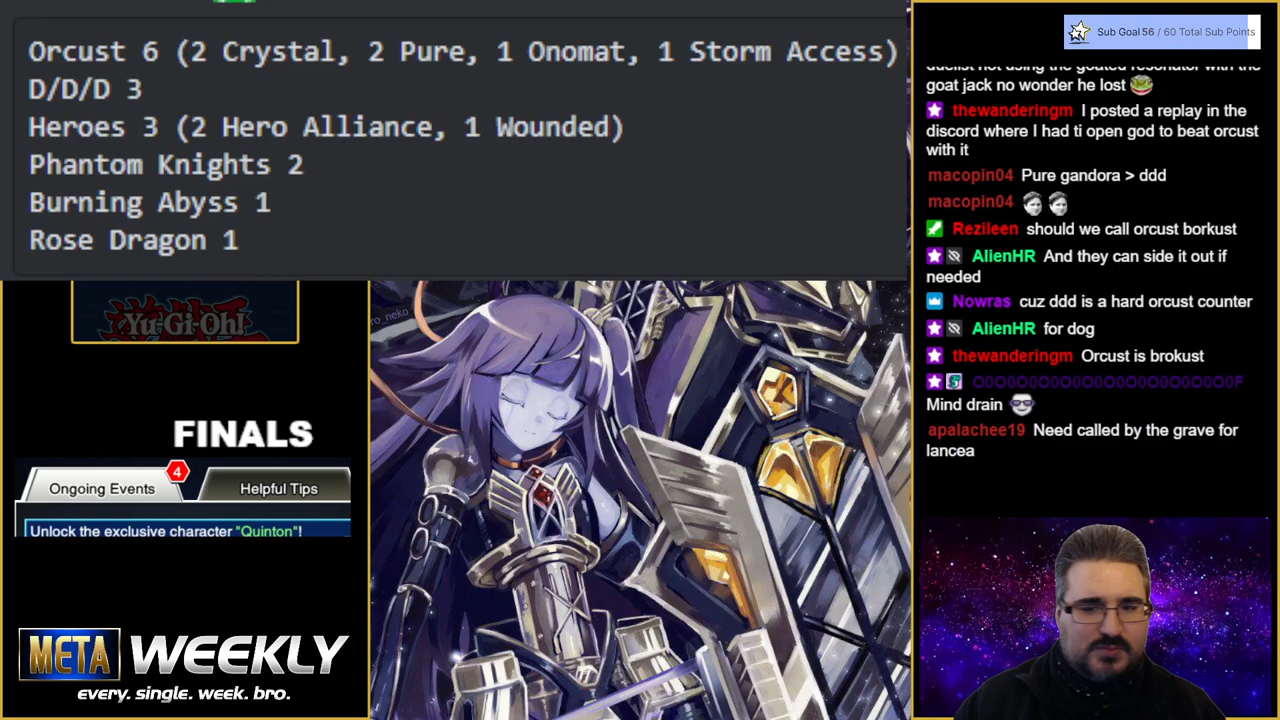 Orcust 6 (2 Crystal, 2 Pure, 1 Onomat, 1 Storm Access)
D/D/D 3
Heroes 3 (2 Hero Alliance, 1 Wounded)
Phantom Knights 2
Burning Abyss 1
Rose Dragon 1
Yu-Gi-Oh!
FINALS
Ongoing Events
4
Helpful Tips
Unlock the exclusive character "Quinton"!
META WEEKLY
every. single. week. bro.
ro_neko
Sub Goal 56 / 60 Total Sub Points
duelist not using the goated resonator with the
goat jack no wonder he lost
thewanderingm I posted a replay in the
discord where I had ti open god to beat orcust
with it
macopin04 Pure gandora > ddd
macopin04
Rezileen should we call orcust borkust
AlienHR And they can side it out if
needed
Nowras cuz ddd is a hard orcust counter
AlienHR for dog
thewanderingm Orcust is brokust
Mind drain
apalachee19 Need called by the grave for
lancea